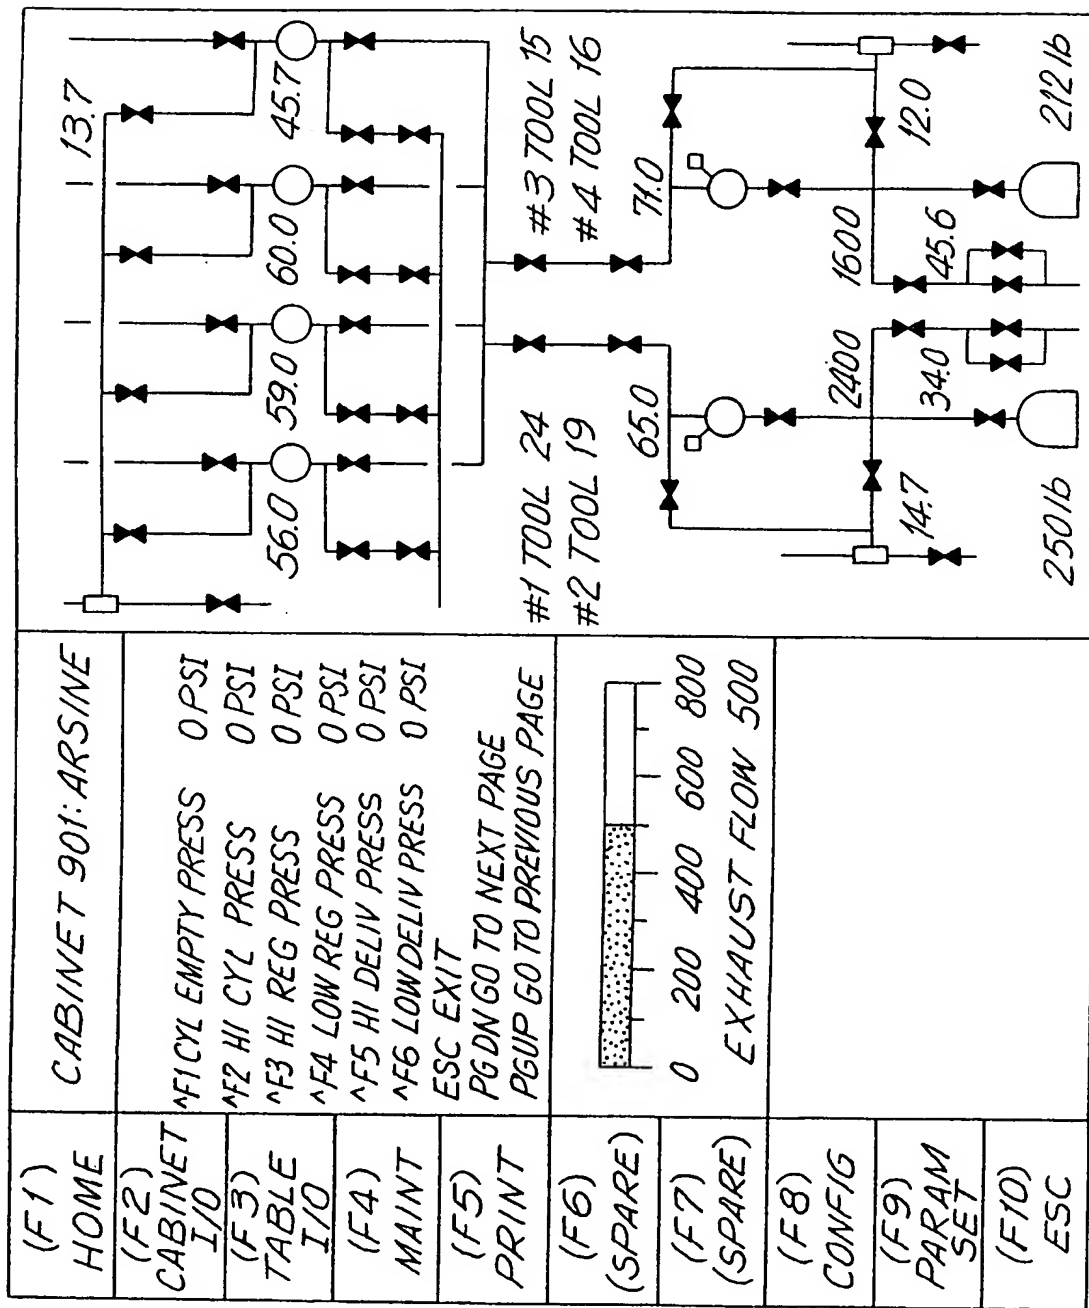 (F1)
HOME
(F2)
CABINET
I/O
(F3)
TABLE
I/O
(F4)
MAINT
(F5)
PRINT
(F6)
(SPARE)
(F7)
(SPARE)
(F8)
CONFIG
(F9)
PARAM
SET
(F10)
ESC
CABINET 901: ARSINE
^F1 CYL EMPTY PRESS 0 PSI
^F2 HI CYL PRESS 0 PSI
^F3 HI REG PRESS 0 PSI
^F4 LOW REG PRESS 0 PSI
^F5 HI DELIV PRESS 0 PSI
^F6 LOW DELIV PRESS 0 PSI
ESC EXIT
PGDN GO TO NEXT PAGE
PGUP GO TO PREVIOUS PAGE
0 200 400 600 800
EXHAUST FLOW 500
13.7
56.0 59.0 60.0 45.7
#1 TOOL 24
#2 TOOL 19
#3 TOOL 15
#4 TOOL 16
65.0 71.0
2400 1600
14.7 34.0 45.6 12.0
250 lb 212 lb